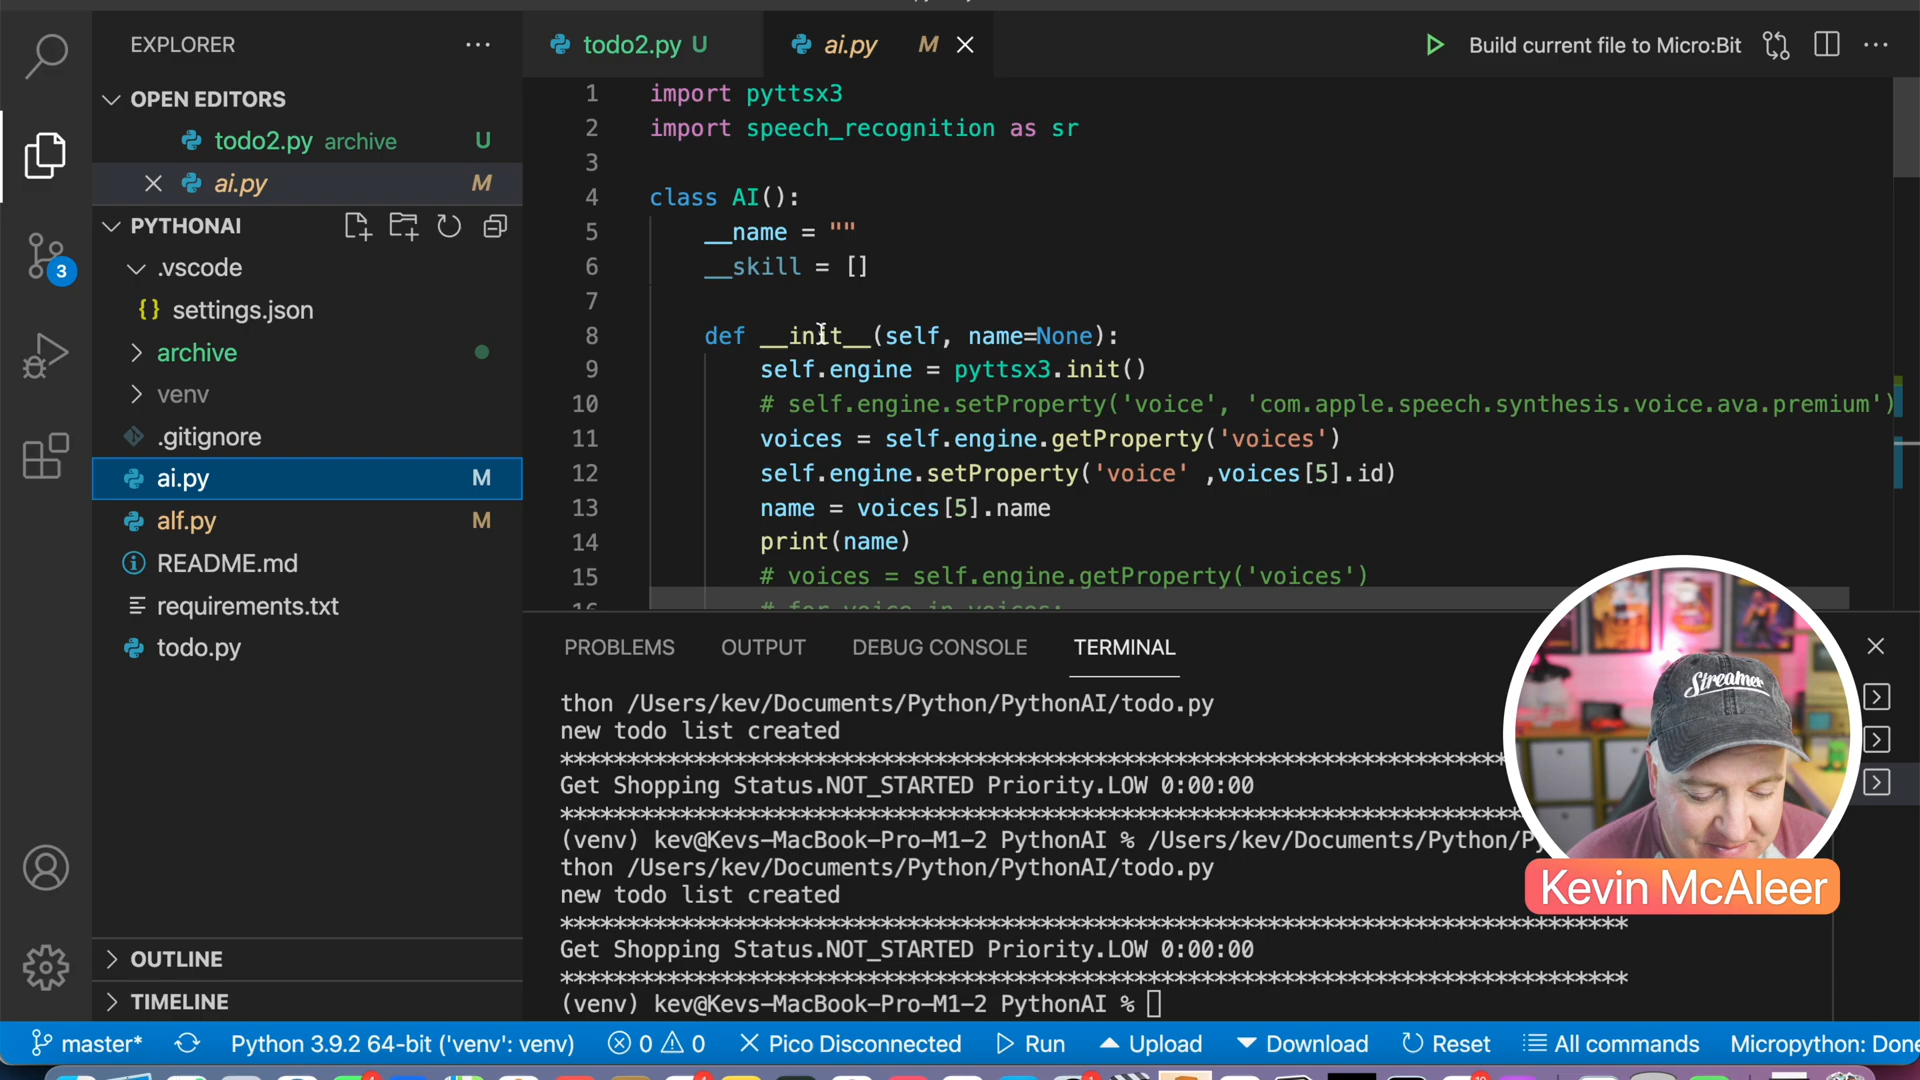 EXPLORER
todo2.py U
ai.py M
Build current file to Micro:Bit
OPEN EDITORS
todo2.py archive U
ai.py M
PYTHONAI
.vscode
settings.json
archive
venv
.gitignore
ai.py M
alf.py M
README.md
requirements.txt
todo.py
OUTLINE
TIMELINE
3
1 import pyttsx3
2 import speech_recognition as sr
3
4 class AI():
5 __name = ""
6 __skill = []
7
8 def __init__(self, name=None):
9 self.engine = pyttsx3.init()
10 # self.engine.setProperty('voice', 'com.apple.speech.synthesis.voice.ava.premium')
11 voices = self.engine.getProperty('voices')
12 self.engine.setProperty('voice' ,voices[5].id)
13 name = voices[5].name
14 print(name)
15 # voices = self.engine.getProperty('voices')
16 # for voice in voices:
PROBLEMS OUTPUT DEBUG CONSOLE TERMINAL
thon /Users/kev/Documents/Python/PythonAI/todo.py
new todo list created
*******************************************************************************
Get Shopping Status.NOT_STARTED Priority.LOW 0:00:00
*******************************************************************************
(venv) kev@Kevs-MacBook-Pro-M1-2 PythonAI % /Users/kev/Documents/Python/Py
thon /Users/kev/Documents/Python/PythonAI/todo.py
new todo list created
********************************************************************************
Get Shopping Status.NOT_STARTED Priority.LOW 0:00:00
********************************************************************************
(venv) kev@Kevs-MacBook-Pro-M1-2 PythonAI %
Streamer
Kevin McAleer
master* Python 3.9.2 64-bit ('venv': venv) 0 0 Pico Disconnected Run Upload Download Reset All commands Micropython: Done